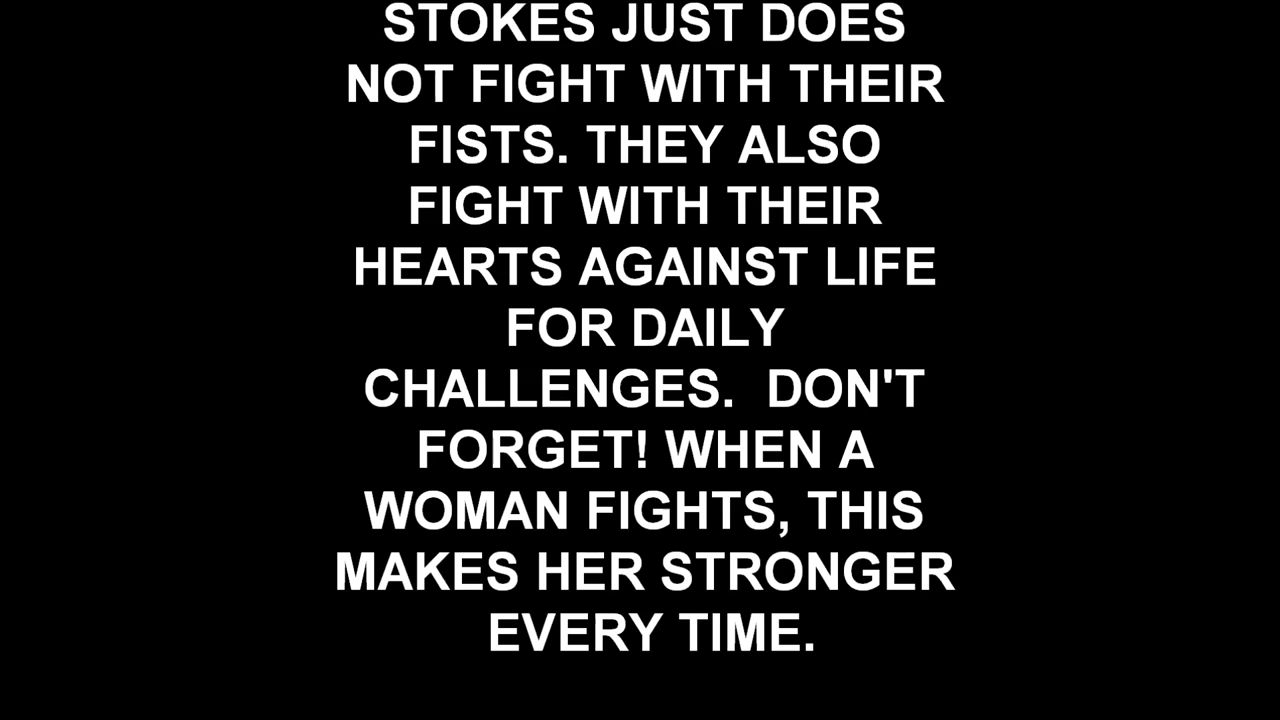 STOKES JUST DOES
NOT FIGHT WITH THEIR
FISTS. THEY ALSO
FIGHT WITH THEIR
HEARTS AGAINST LIFE
FOR DAILY
CHALLENGES.  DON'T
FORGET! WHEN A
WOMAN FIGHTS, THIS
MAKES HER STRONGER
EVERY TIME.